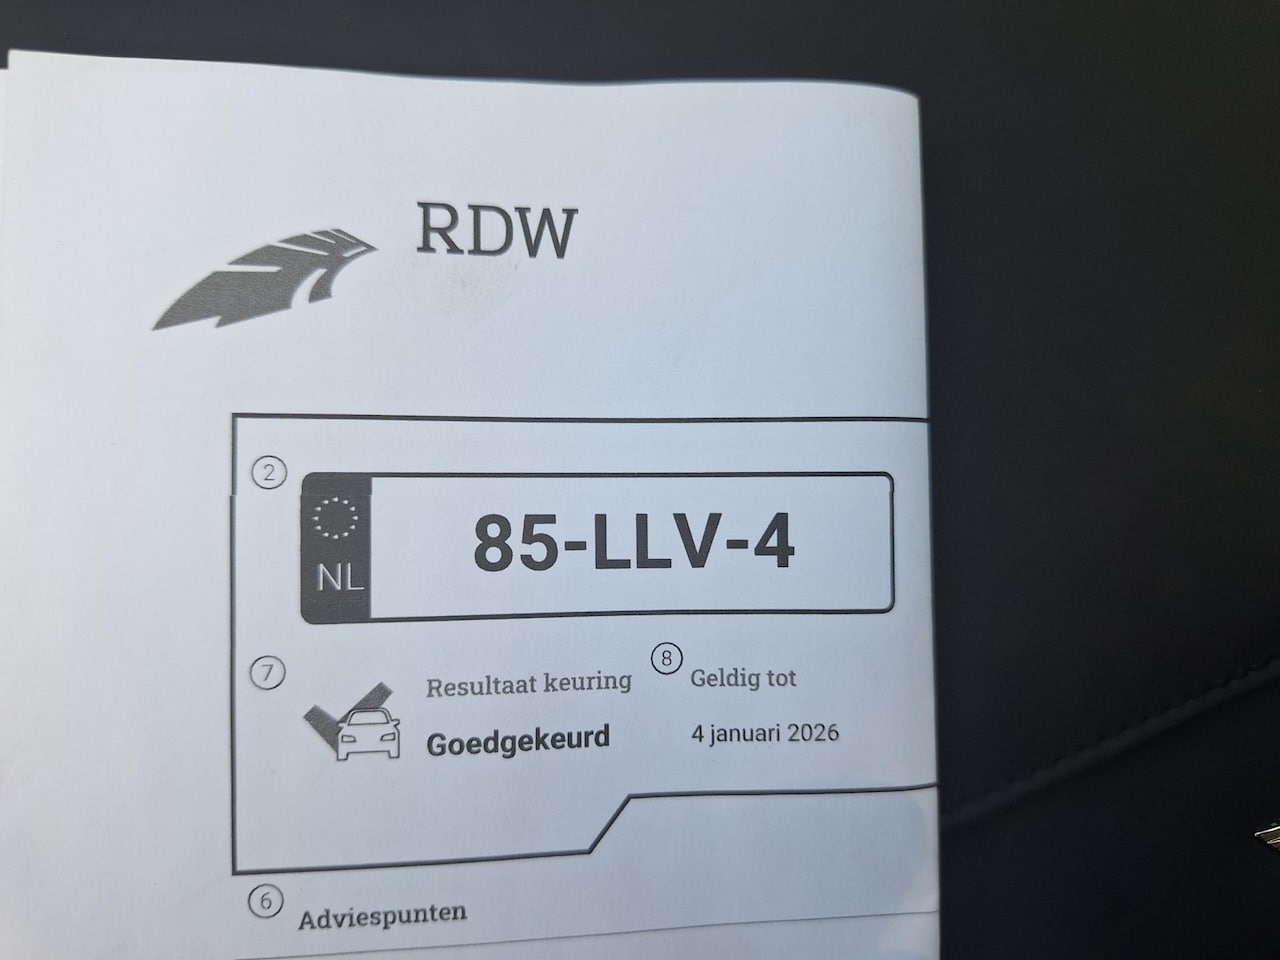 RDW
2
NL 85-LLV-4
7 Resultaat keuring 8 Geldig tot
Goedgekeurd 4 januari 2026
6 Adviespunten